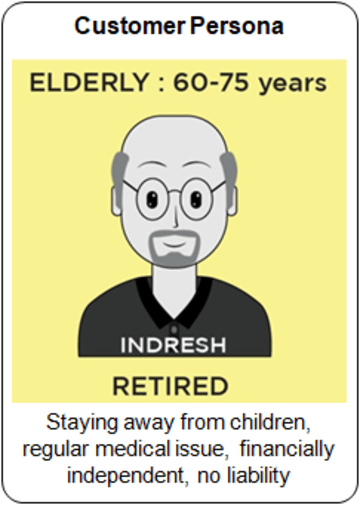 Customer Persona
ELDERLY : 60-75 years
INDRESH
RETIRED
Staying away from children,
regular medical issue, financially
independent, no liability